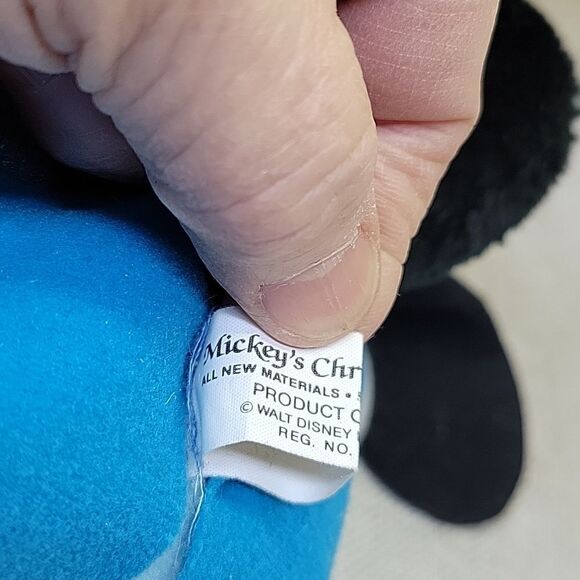 Mickey's Chr
ALL NEW MATERIALS •
PRODUCT
© WALT DISNEY
REG. NO.